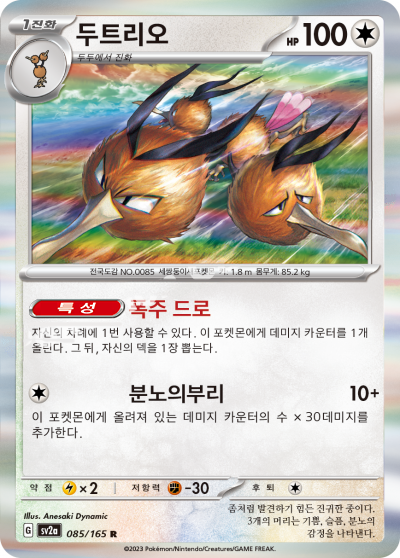 1진화
두트리오
HP 100
두두에서 진화
전국도감 NO.0085 세쌍둥이새포켓몬 키: 1.8 m 몸무게: 85.2 kg
특성 폭주 드로
자신의 차례에 1번 사용할 수 있다. 이 포켓몬에게 데미지 카운터를 1개
올린다. 그 뒤, 자신의 덱을 1장 뽑는다.
분노의부리 10+
이 포켓몬에게 올려져 있는 데미지 카운터의 수 ×30데미지를
추가한다.
약점 ×2 저항력 -30 후퇴
Illus. Anesaki Dynamic
G sv2a 085/165 R
좀처럼 발견하기 힘든 진귀한 종이다.
3개의 머리는 기쁨, 슬픔, 분노의
감정을 나타낸다.
©2023 Pokémon/Nintendo/Creatures/GAME FREAK.